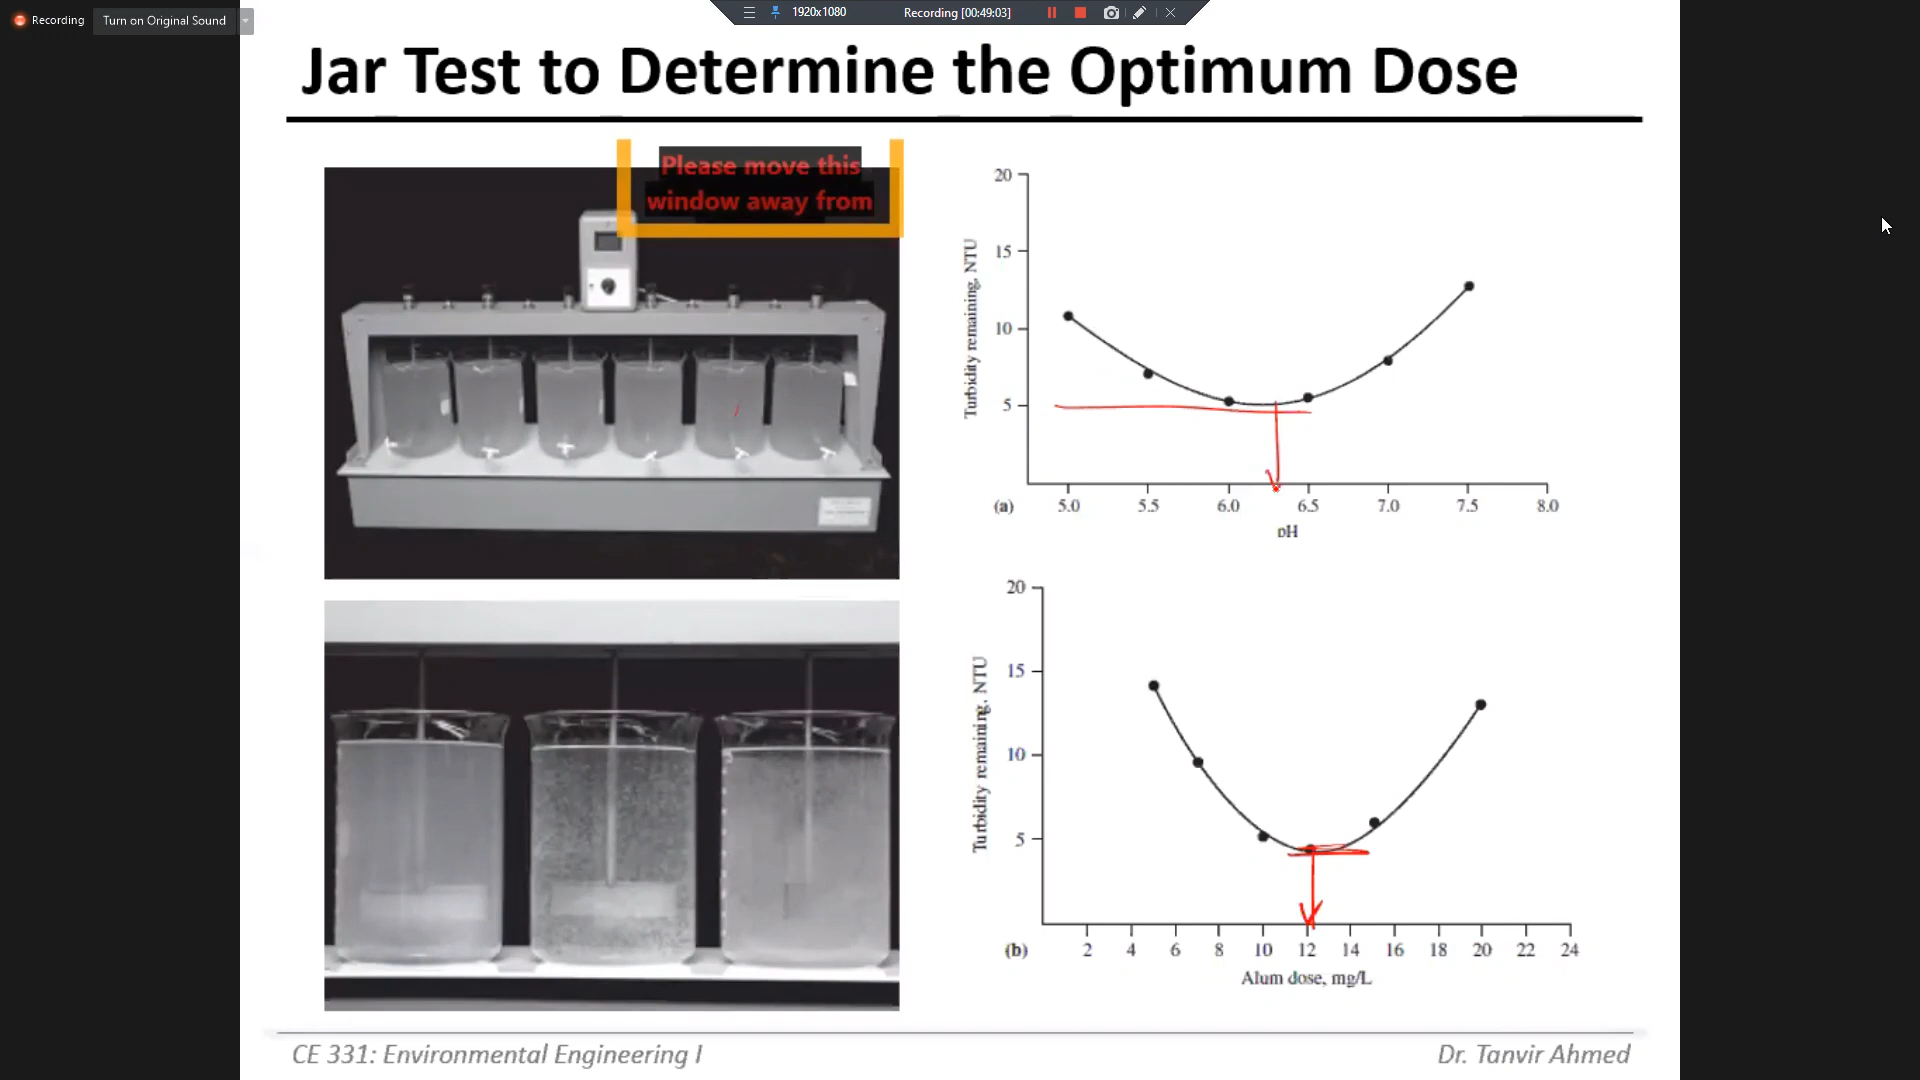 Recording
Turn on Original Sound
1920x1080
Recording [00:49:03]
Jar Test to Determine the Optimum Dose
Please move this
window away from
20
15
10
5
Turbidity remaining, NTU
5.0 5.5 6.0 6.5 7.0 7.5 8.0
(a)
pH
20
15
10
5
Turbidity remaining, NTU
2 4 6 8 10 12 14 16 18 20 22 24
(b)
Alum dose, mg/L
CE 331: Environmental Engineering I
Dr. Tanvir Ahmed